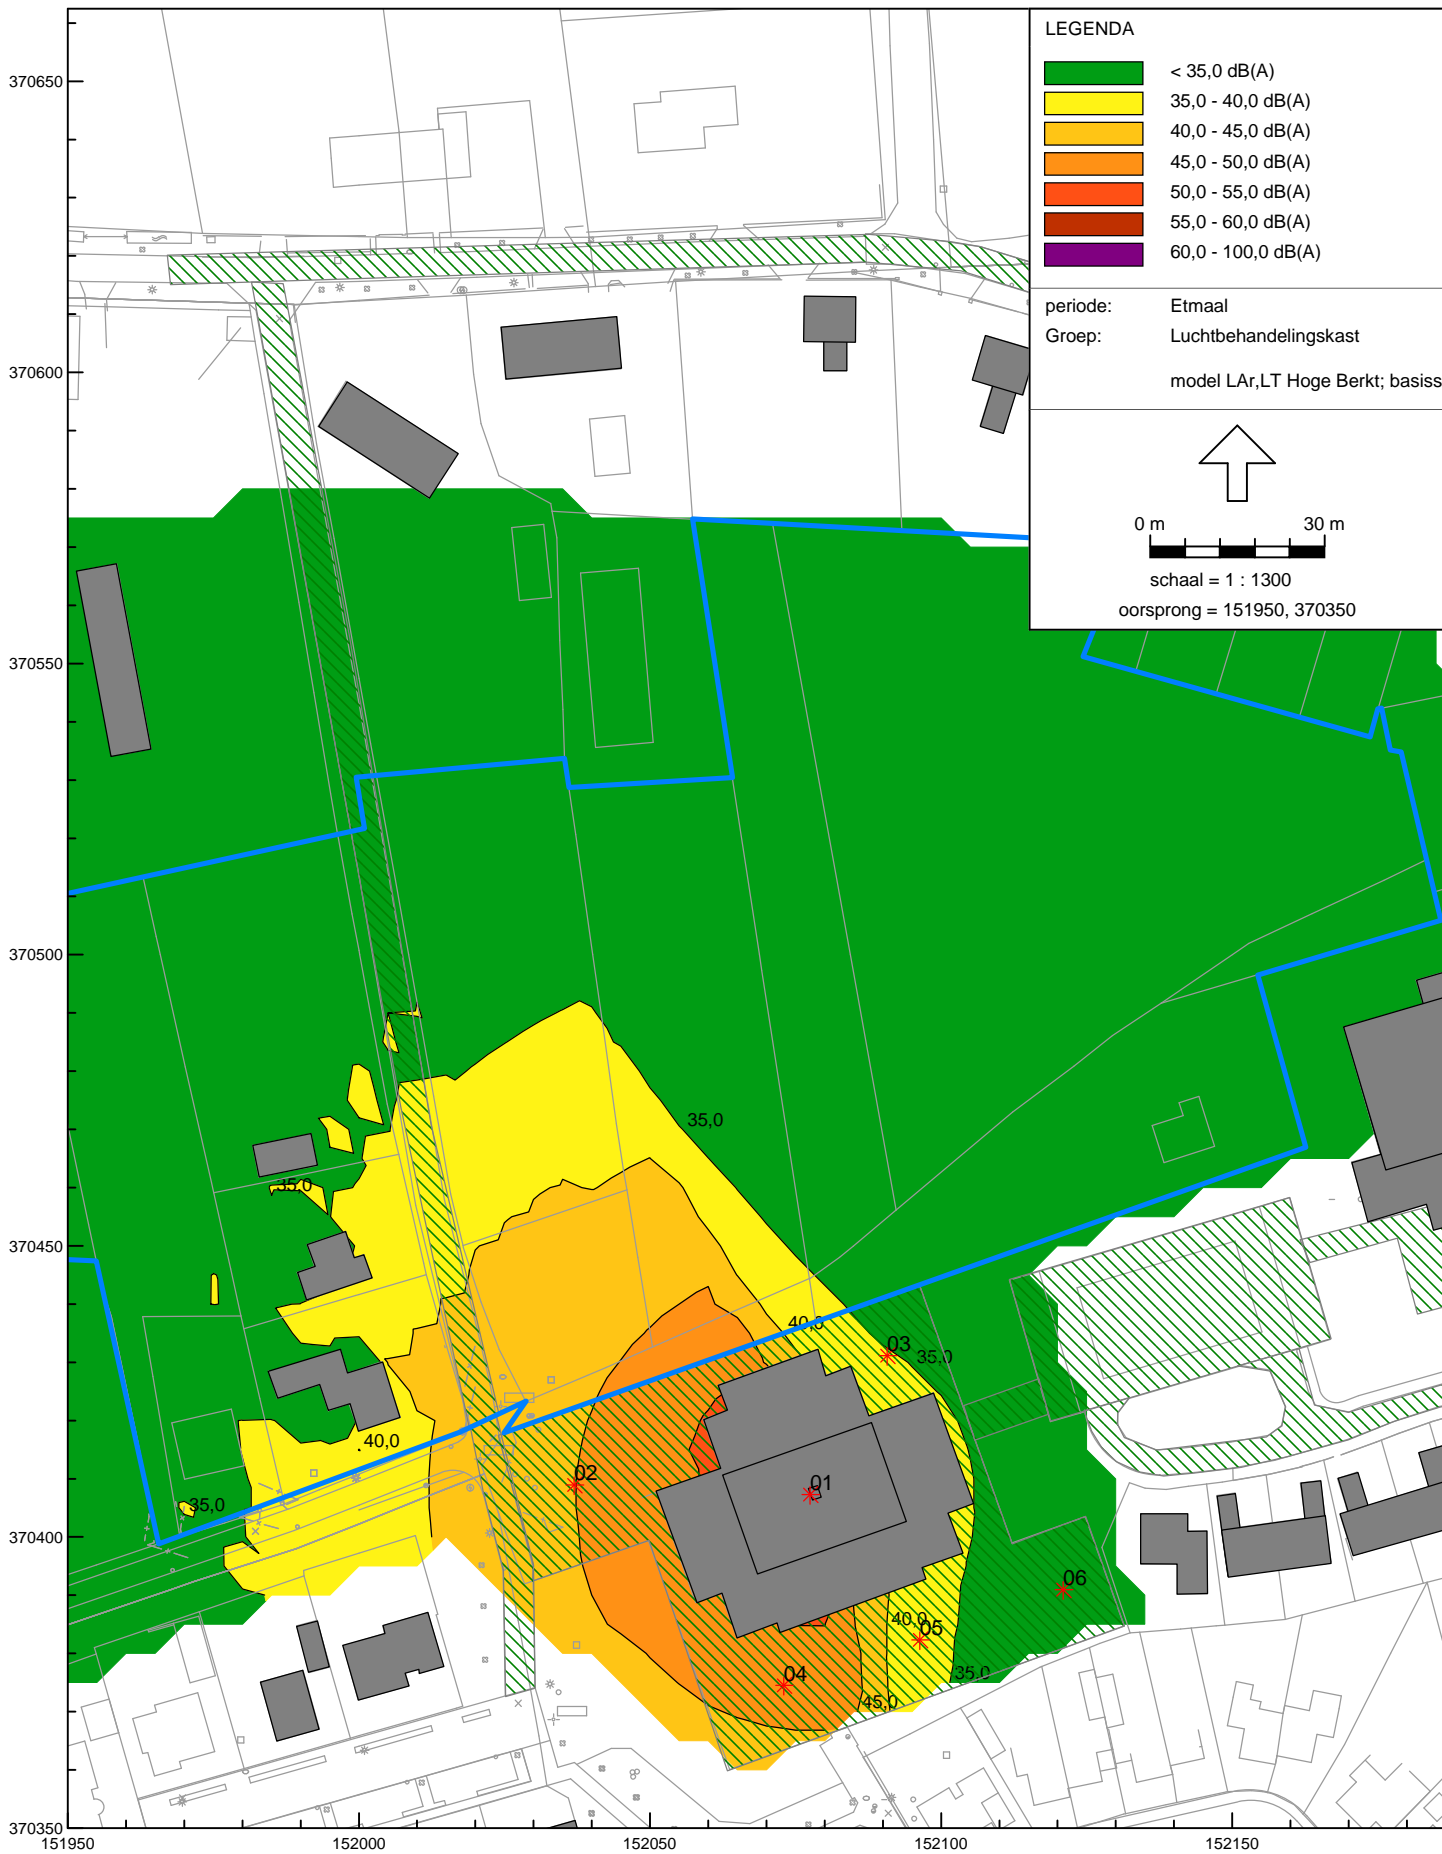 LEGENDA
< 35,0 dB(A)
35,0 - 40,0 dB(A)
40,0 - 45,0 dB(A)
45,0 - 50,0 dB(A)
50,0 - 55,0 dB(A)
55,0 - 60,0 dB(A)
60,0 - 100,0 dB(A)
periode: Etmaal
Groep: Luchtbehandelingskast
model LAr,LT Hoge Berkt; basiss
0 m 30 m
schaal = 1 : 1300
oorsprong = 151950, 370350
370650
370600
370550
370500
35,0
35,0
370450
40,0
03
35,0
40,0
02
01
35,0
370400
06
40,0
05
04
35,0
45,0
370350
151950 152000 152050 152100 152150